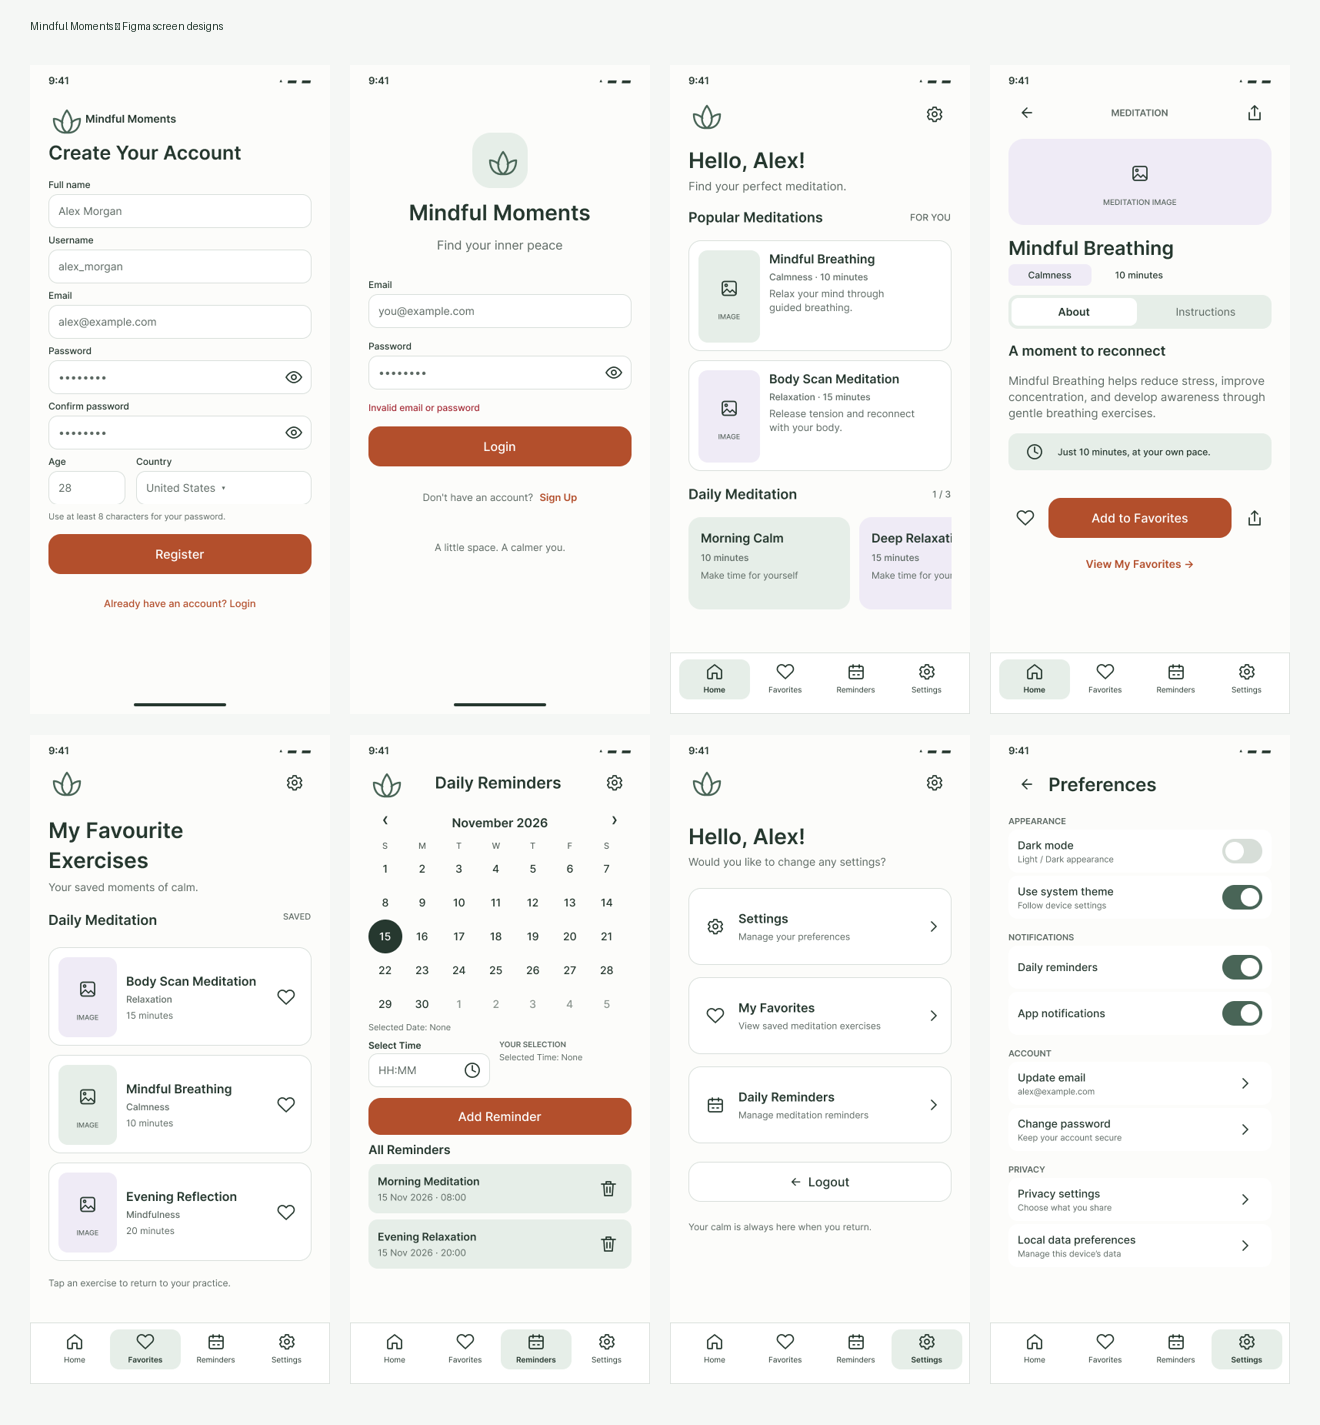 Mindful Moments Figma screen designs
9:41
Mindful Moments
Create Your Account
Full name
Alex Morgan
Username
alex_morgan
Email
alex@example.com
Password
••••••••
Confirm password
••••••••
Age Country
28 United States
Use at least 8 characters for your password.
Register
Already have an account? Login
9:41
Mindful Moments
Find your inner peace
Email
you@example.com
Password
••••••••
Invalid email or password
Login
Don't have an account? Sign Up
A little space. A calmer you.
9:41
Hello, Alex!
Find your perfect meditation.
Popular Meditations FOR YOU
IMAGE
Mindful Breathing
Calmness · 10 minutes
Relax your mind through
guided breathing.
IMAGE
Body Scan Meditation
Relaxation · 15 minutes
Release tension and reconnect
with your body.
Daily Meditation 1 / 3
Morning Calm
10 minutes
Make time for yourself
Deep Relaxati
15 minutes
Make time for your
Home Favorites Reminders Settings
9:41
MEDITATION
MEDITATION IMAGE
Mindful Breathing
Calmness 10 minutes
About Instructions
A moment to reconnect
Mindful Breathing helps reduce stress, improve
concentration, and develop awareness through
gentle breathing exercises.
Just 10 minutes, at your own pace.
Add to Favorites
View My Favorites →
Home Favorites Reminders Settings
9:41
My Favourite
Exercises
Your saved moments of calm.
Daily Meditation SAVED
IMAGE
Body Scan Meditation
Relaxation
15 minutes
IMAGE
Mindful Breathing
Calmness
10 minutes
IMAGE
Evening Reflection
Mindfulness
20 minutes
Tap an exercise to return to your practice.
Home Favorites Reminders Settings
9:41
Daily Reminders
‹ November 2026 ›
S M T W T F S
1 2 3 4 5 6 7
8 9 10 11 12 13 14
15 16 17 18 19 20 21
22 23 24 25 26 27 28
29 30 1 2 3 4 5
Selected Date: None
Select Time
HH:MM
YOUR SELECTION
Selected Time: None
Add Reminder
All Reminders
Morning Meditation
15 Nov 2026 · 08:00
Evening Relaxation
15 Nov 2026 · 20:00
Home Favorites Reminders Settings
9:41
Hello, Alex!
Would you like to change any settings?
Settings
Manage your preferences
My Favorites
View saved meditation exercises
Daily Reminders
Manage meditation reminders
← Logout
Your calm is always here when you return.
Home Favorites Reminders Settings
9:41
← Preferences
APPEARANCE
Dark mode
Light / Dark appearance
Use system theme
Follow device settings
NOTIFICATIONS
Daily reminders
App notifications
ACCOUNT
Update email
alex@example.com
Change password
Keep your account secure
PRIVACY
Privacy settings
Choose what you share
Local data preferences
Manage this device's data
Home Favorites Reminders Settings